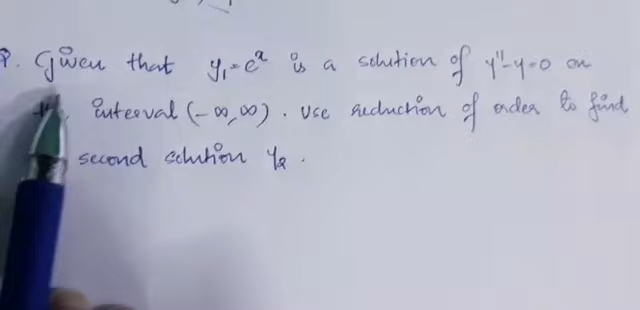 ?. Given that y₁=eˣ is a solution of y''-y=0 on
interval (-∞,∞). Use reduction of order to find
second solution y₂.